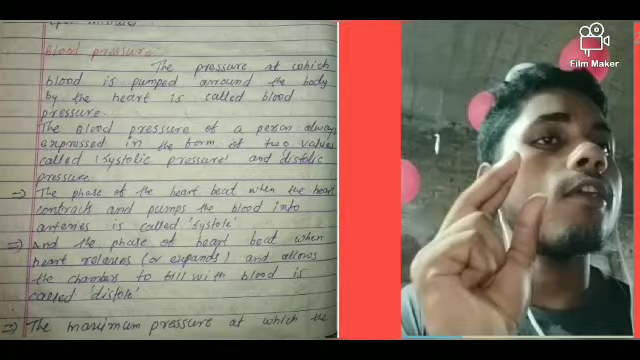 Blood pressure:
The pressure at which
blood is pumped arround the body
by the heart is called blood
pressure.
The Blood pressure of a person alway
expressed in the form of two values
called 'systolic pressure' and distolic
pressure.
⇒ The phase of the heart beat when the heart
contracts and pumps the blood into
arteries is called 'systole'
⇒ And the phase of heart beat when
heart relaxes (or expands) and allows
the chambers to fill with blood is
called 'distole'
⇒ The maximum pressure at which the
Film Maker